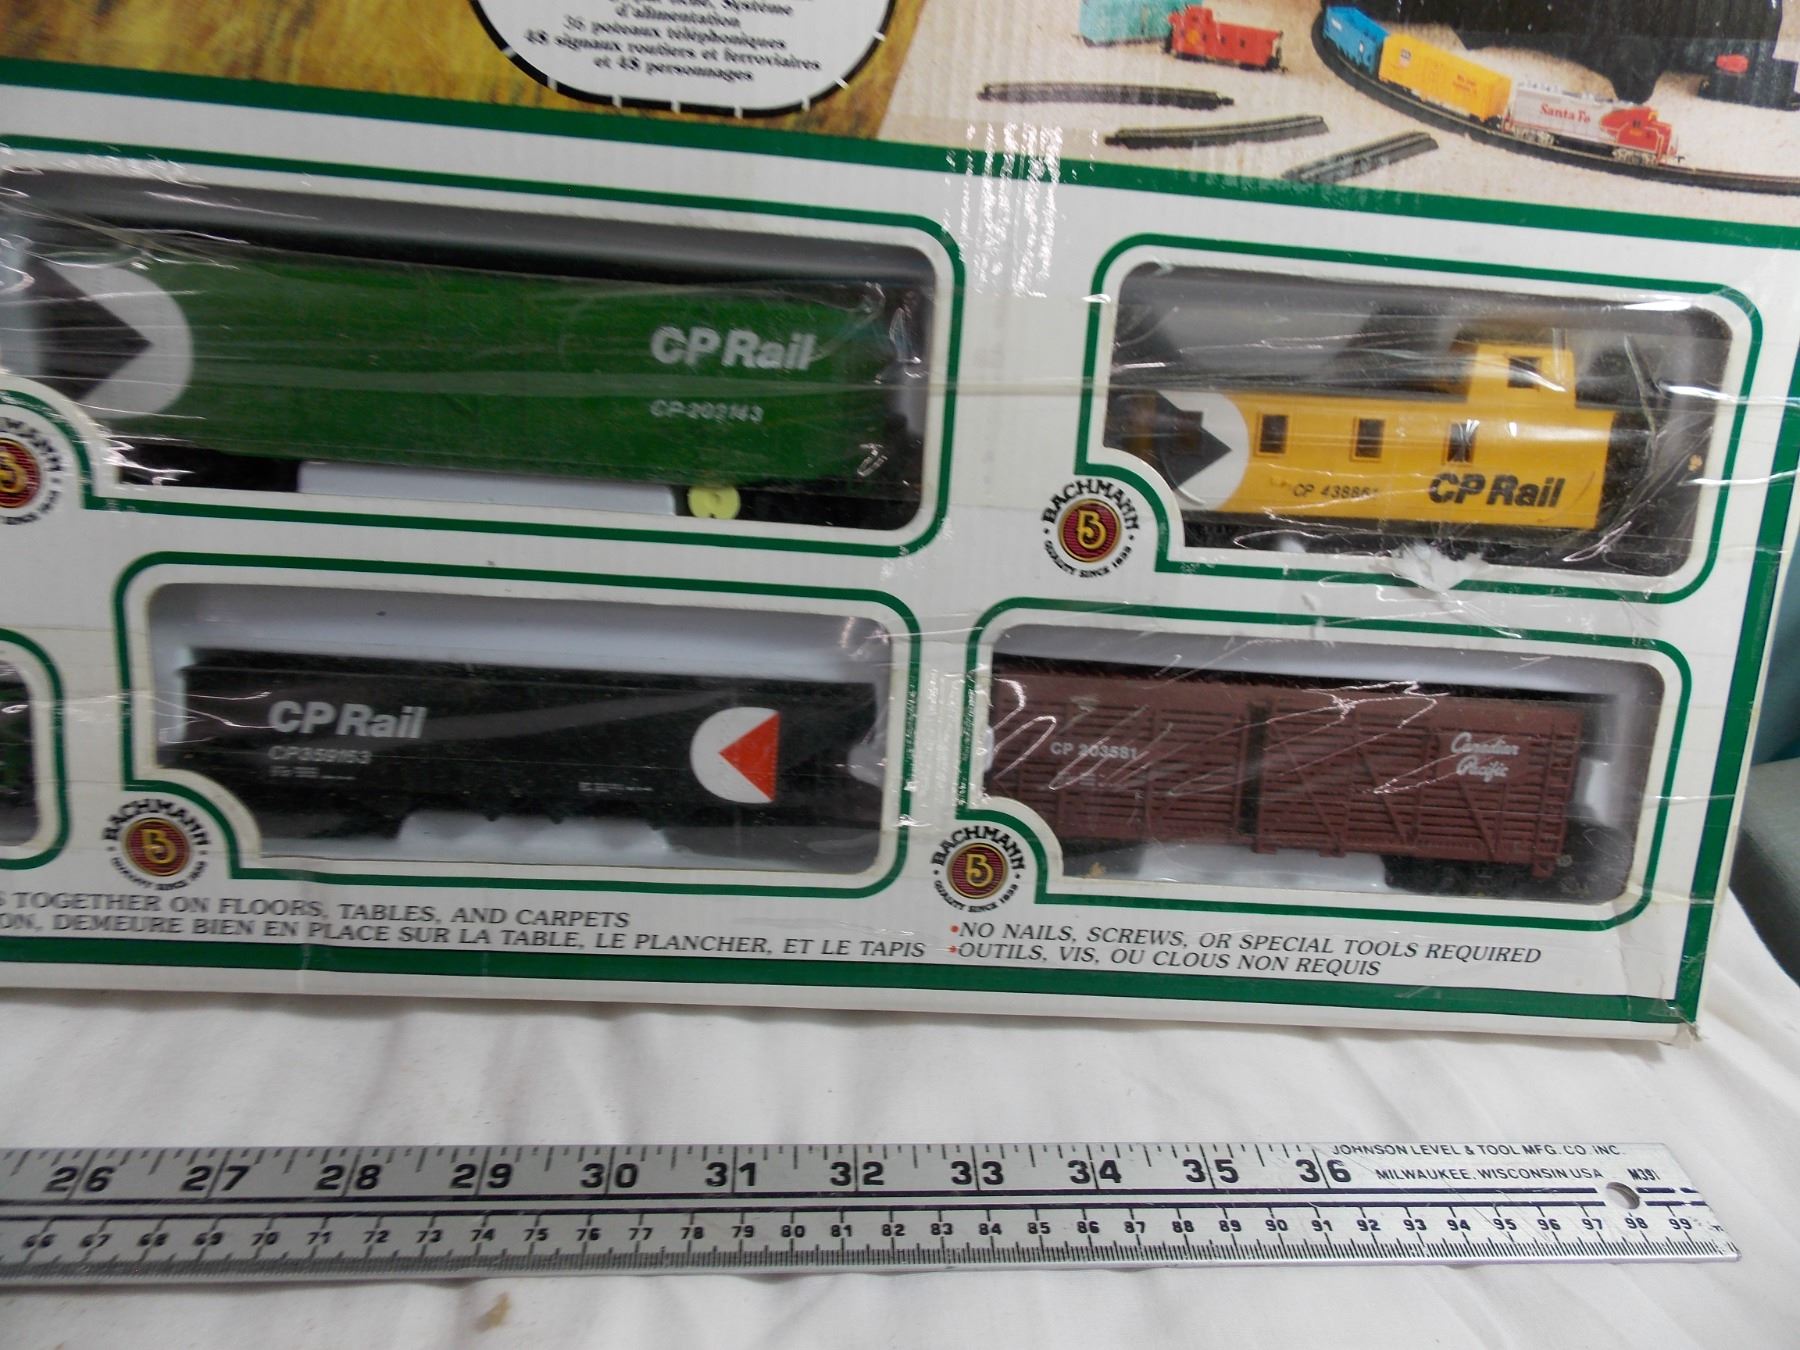 d'alimentation
36 poteaux téléphoniques
48 signaux routiers et ferroviaires
et 48 personnages
Santa Fe
CP Rail
CP 202143
CP 43886
CP Rail
BACHMANN
B
QUALITY SINCE 1833
CP Rail
CP 359153
CP 203581
Canadian
Pacific
BACHMANN
B
QUALITY SINCE 1833
BACHMANN
B
QUALITY SINCE 1833
TOGETHER ON FLOORS, TABLES, AND CARPETS
DEMEURE BIEN EN PLACE SUR LA TABLE, LE PLANCHER, ET LE TAPIS
•NO NAILS, SCREWS, OR SPECIAL TOOLS REQUIRED
•OUTILS, VIS, OU CLOUS NON REQUIS
26 27 28 29 30 31 32 33 34 35 36
JOHNSON LEVEL & TOOL MFG. CO. INC.
MILWAUKEE, WISCONSIN USA M391
66 67 68 69 70 71 72 73 74 75 76 77 78 79 80 81 82 83 84 85 86 87 88 89 90 91 92 93 94 95 96 97 98 99